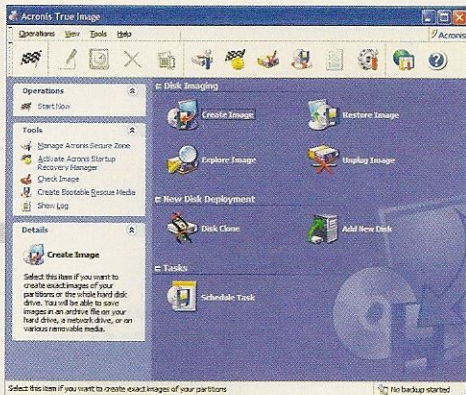 Acronis True Image
Operations View Tools Help
Acronis
Operations
Start Now
Tools
Manage Acronis Secure Zone
Activate Acronis Startup
Recovery Manager
Check Image
Create Bootable Rescue Media
Show Log
Details
Create Image
Select this item if you want to
create exact images of your
partitions or the whole hard disk
drive. You will be able to save
images in an archive file on your
hard drive, a network drive, or on
various removable media.
Disk Imaging
Create Image
Restore Image
Explore Image
Unplug Image
New Disk Deployment
Disk Clone
Add New Disk
Tasks
Schedule Task
Select this item if you want to create exact images of your partitions
No backup started